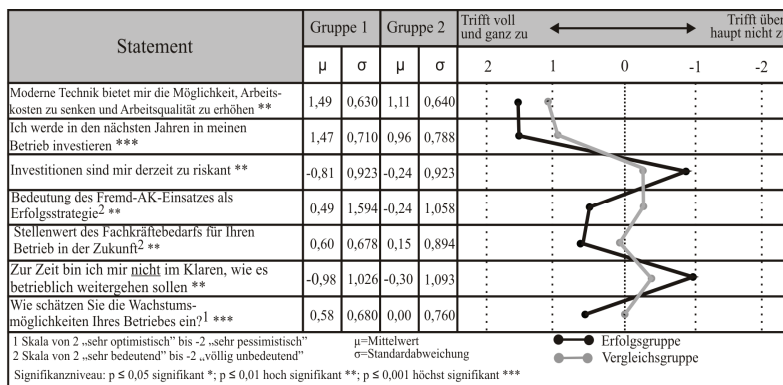 Statement
Gruppe 1 Gruppe 2
Trifft voll und ganz zu
Trifft über haupt nicht z
μ σ μ σ
2 1 0 -1 -2
Moderne Technik bietet mir die Möglichkeit, Arbeits-
kosten zu senken und Arbeitsqualität zu erhöhen ** 1,49 0,630 1,11 0,640
Ich werde in den nächsten Jahren in meinen
Betrieb investieren *** 1,47 0,710 0,96 0,788
Investitionen sind mir derzeit zu riskant ** -0,81 0,923 -0,24 0,923
Bedeutung des Fremd-AK-Einsatzes als
Erfolgsstrategie2 ** 0,49 1,594 -0,24 1,058
Stellenwert des Fachkräftebedarfs für Ihren
Betrieb in der Zukunft2 ** 0,60 0,678 0,15 0,894
Zur Zeit bin ich mir nicht im Klaren, wie es
betrieblich weitergehen sollen ** -0,98 1,026 -0,30 1,093
Wie schätzen Sie die Wachstums-
möglichkeiten Ihres Betriebes ein?1 *** 0,58 0,680 0,00 0,760
1 Skala von 2 „sehr optimistisch" bis -2 „sehr pessimistisch" μ=Mittelwert Erfolgsgruppe
2 Skala von 2 „sehr bedeutend" bis -2 „völlig unbedeutend" σ=Standardabweichung Vergleichsgruppe
Signifikanzniveau: p ≤ 0,05 signifikant *; p ≤ 0,01 hoch signifikant **; p ≤ 0,001 höchst signifikant ***